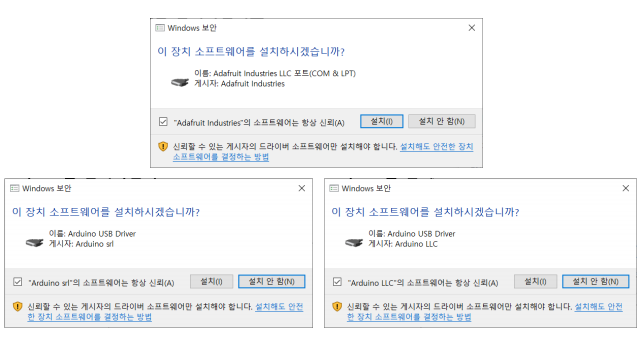 Windows 보안
이 장치 소프트웨어를 설치하시겠습니까?
이름: Adafruit Industries LLC 포트(COM & LPT)
게시자: Adafruit Industries
"Adafruit Industries"의 소프트웨어는 항상 신뢰(A)
설치(I)
설치 안 함(N)
신뢰할 수 있는 게시자의 드라이버 소프트웨어만 설치해야 합니다. 설치해도 안전한 장치
소프트웨어를 결정하는 방법
Windows 보안
이 장치 소프트웨어를 설치하시겠습니까?
이름: Arduino USB Driver
게시자: Arduino srl
"Arduino srl"의 소프트웨어는 항상 신뢰(A)
설치(I)
설치 안 함(N)
신뢰할 수 있는 게시자의 드라이버 소프트웨어만 설치해야 합니다. 설치해도 안전
한 장치 소프트웨어를 결정하는 방법
Windows 보안
이 장치 소프트웨어를 설치하시겠습니까?
이름: Arduino USB Driver
게시자: Arduino LLC
"Arduino LLC"의 소프트웨어는 항상 신뢰(A)
설치(I)
설치 안 함(N)
신뢰할 수 있는 게시자의 드라이버 소프트웨어만 설치해야 합니다. 설치해도 안전
한 장치 소프트웨어를 결정하는 방법